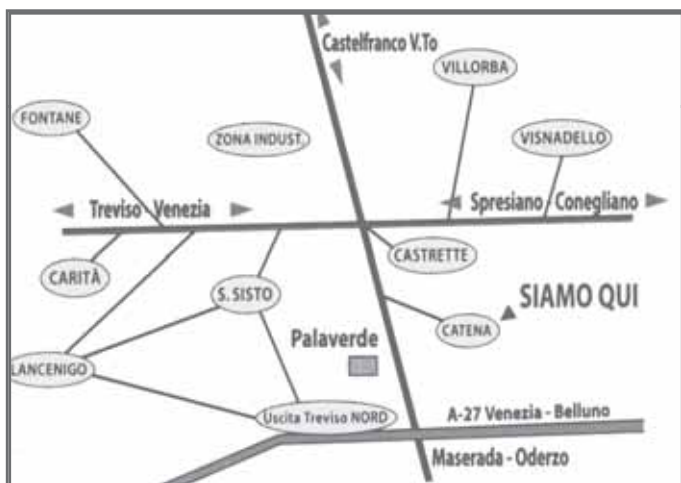 Castelfranco V.To
VILLORBA
FONTANE
ZONA INDUST.
VISNADELLO
Treviso - Venezia
Spresiano - Conegliano
CASTRETTE
CARITÀ
S. SISTO
SIAMO QUI
CATENA
Palaverde
LANCENIGO
Uscita Treviso NORD
A-27 Venezia - Belluno
Maserada - Oderzo